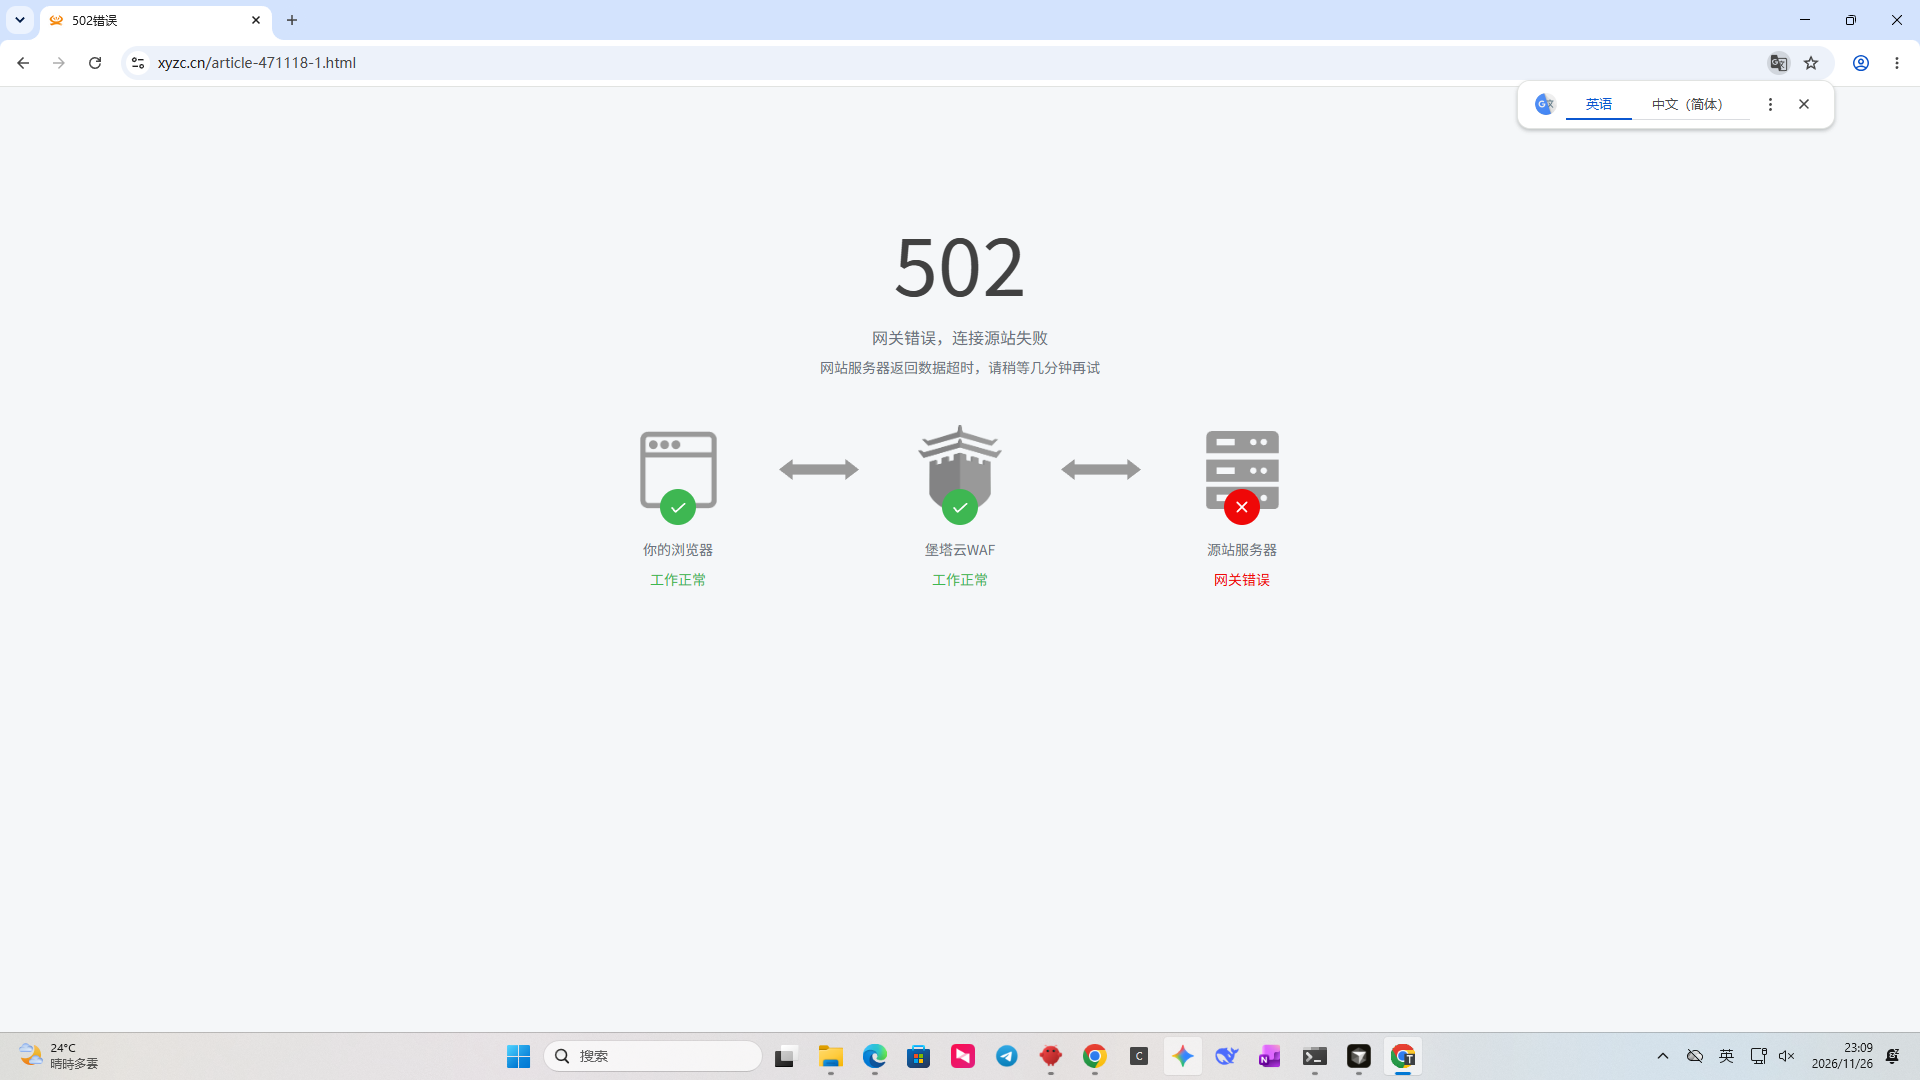 502错误
xyzc.cn/article-471118-1.html
英语
中文（简体）
502
网关错误，连接源站失败
网站服务器返回数据超时，请稍等几分钟再试
你的浏览器
堡塔云WAF
源站服务器
工作正常
工作正常
网关错误
24°C
晴時多雲
搜索
英
23:09
2026/11/26